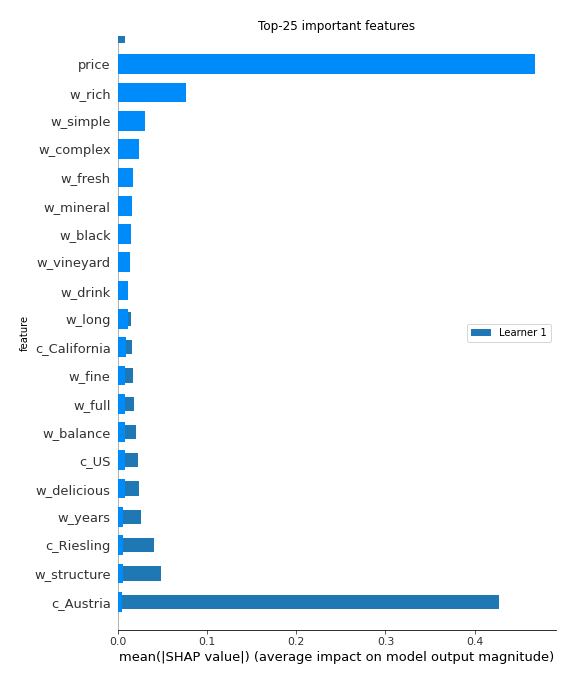 Top-25 important features
price
w_rich
w_simple
w_complex
w_fresh
w_mineral
w_black
w_vineyard
w_drink
w_long
c_California
w_fine
w_full
w_balance
c_US
w_delicious
w_years
c_Riesling
w_structure
c_Austria
feature
Learner 1
0.0 0.1 0.2 0.3 0.4
mean(|SHAP value|) (average impact on model output magnitude)